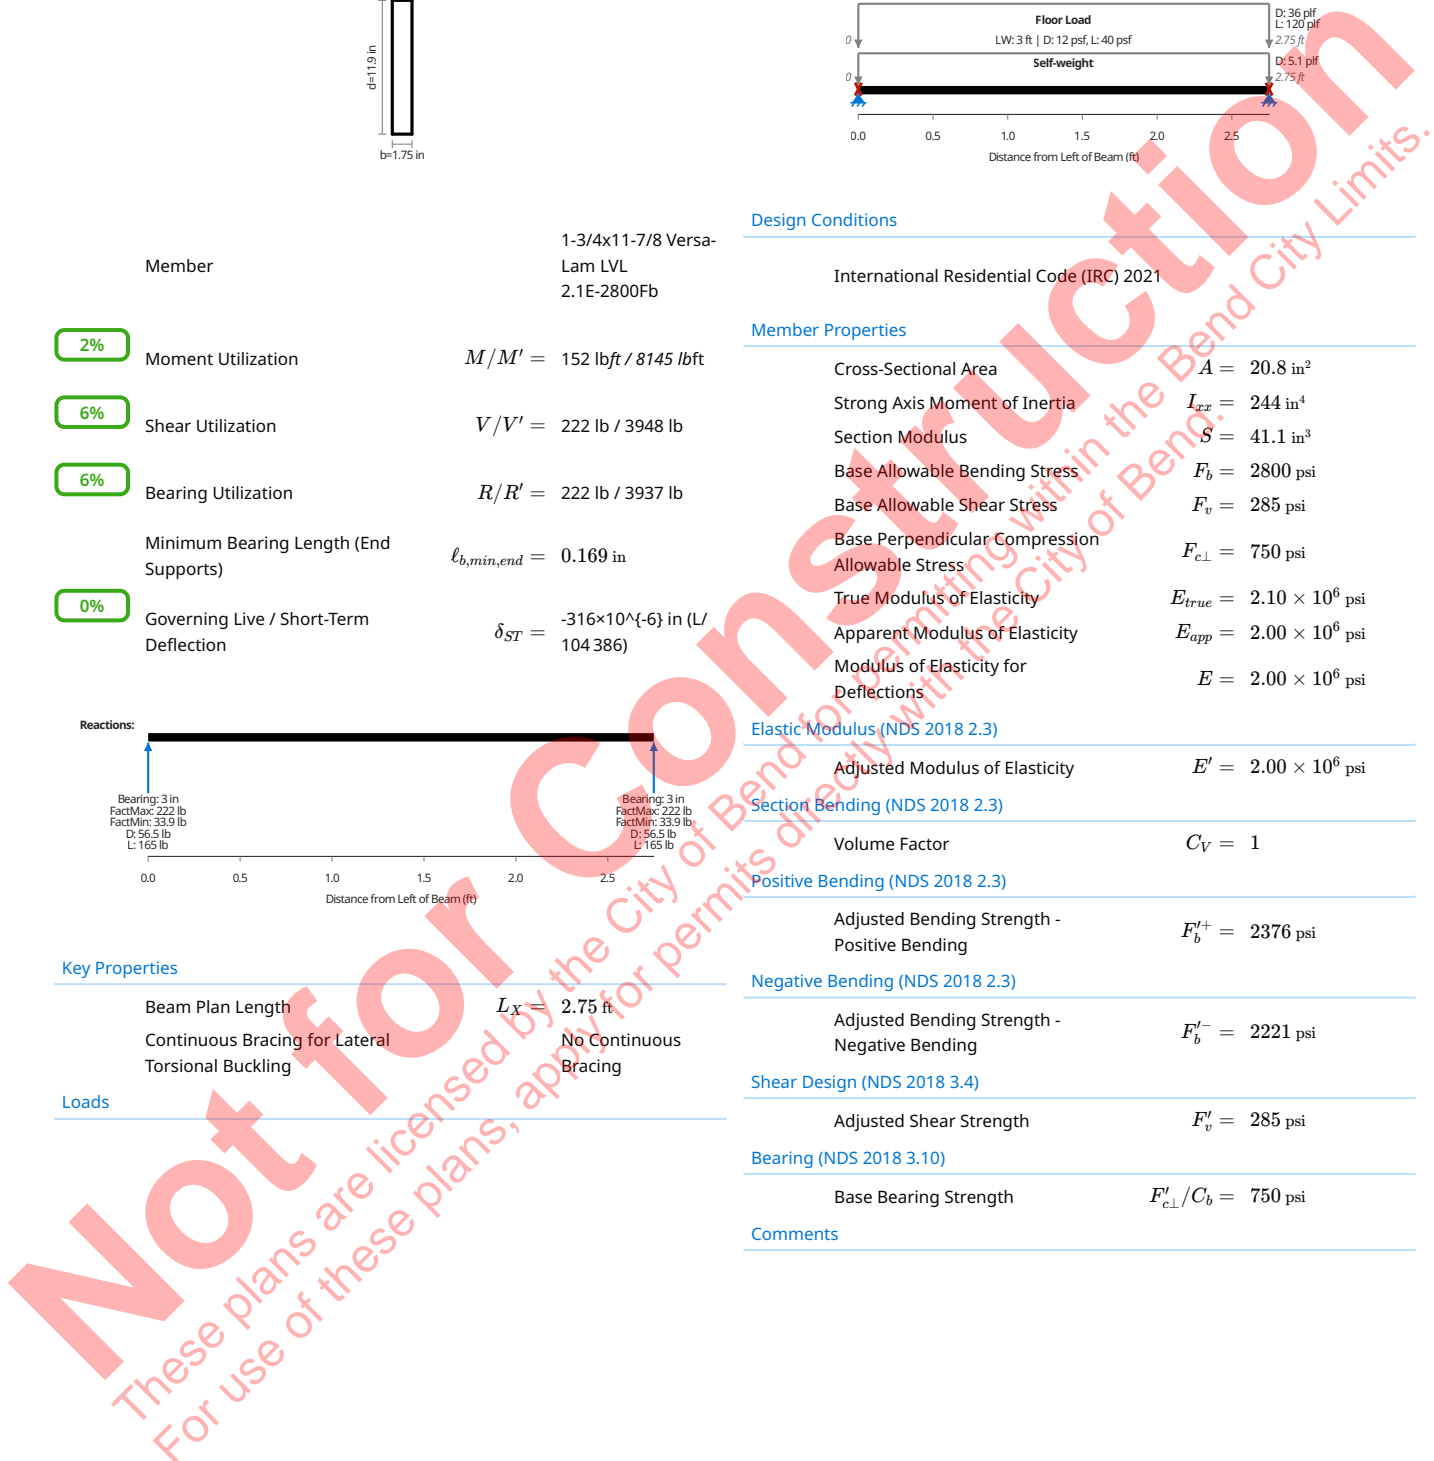 d=11.9 in
b=1.75 in
Member
1-3/4x11-7/8 Versa-
Lam LVL
2.1E-2800Fb
2%
Moment Utilization M/M′ = 152 lbft / 8145 lbft
6%
Shear Utilization V/V′ = 222 lb / 3948 lb
6%
Bearing Utilization R/R′ = 222 lb / 3937 lb
Minimum Bearing Length (End
Supports)
ℓb,min,end = 0.169 in
0%
Governing Live / Short-Term
Deflection
δST = -316×10^{-6} in (L/
104 386)
Reactions:
Bearing: 3 in
FactMax: 222 lb
FactMin: 33.9 lb
D: 56.5 lb
L: 165 lb
Bearing: 3 in
FactMax: 222 lb
FactMin: 33.9 lb
D: 56.5 lb
L: 165 lb
0.0 0.5 1.0 1.5 2.0 2.5
Distance from Left of Beam (ft)
Key Properties
Beam Plan Length LX = 2.75 ft
Continuous Bracing for Lateral
Torsional Buckling
No Continuous
Bracing
Loads
Floor Load
LW: 3 ft | D: 12 psf, L: 40 psf
D: 36 plf
L: 120 plf
0
2.75 ft
Self-weight
D: 5.1 plf
0
2.75 ft
0.0 0.5 1.0 1.5 2.0 2.5
Distance from Left of Beam (ft)
Design Conditions
International Residential Code (IRC) 2021
Member Properties
Cross-Sectional Area A = 20.8 in²
Strong Axis Moment of Inertia Ixx = 244 in⁴
Section Modulus S = 41.1 in³
Base Allowable Bending Stress Fb = 2800 psi
Base Allowable Shear Stress Fv = 285 psi
Base Perpendicular Compression
Allowable Stress
Fc⊥ = 750 psi
True Modulus of Elasticity Etrue = 2.10 × 10⁶ psi
Apparent Modulus of Elasticity Eapp = 2.00 × 10⁶ psi
Modulus of Elasticity for
Deflections
E = 2.00 × 10⁶ psi
Elastic Modulus (NDS 2018 2.3)
Adjusted Modulus of Elasticity E′ = 2.00 × 10⁶ psi
Section Bending (NDS 2018 2.3)
Volume Factor CV = 1
Positive Bending (NDS 2018 2.3)
Adjusted Bending Strength -
Positive Bending
Fb′+ = 2376 psi
Negative Bending (NDS 2018 2.3)
Adjusted Bending Strength -
Negative Bending
Fb′− = 2221 psi
Shear Design (NDS 2018 3.4)
Adjusted Shear Strength Fv′ = 285 psi
Bearing (NDS 2018 3.10)
Base Bearing Strength Fc⊥′/Cb = 750 psi
Comments
Not for Construction
These plans are licensed by the City of Bend for permitting within the Bend City Limits.
For use of these plans, apply for permits directly with the City of Bend.